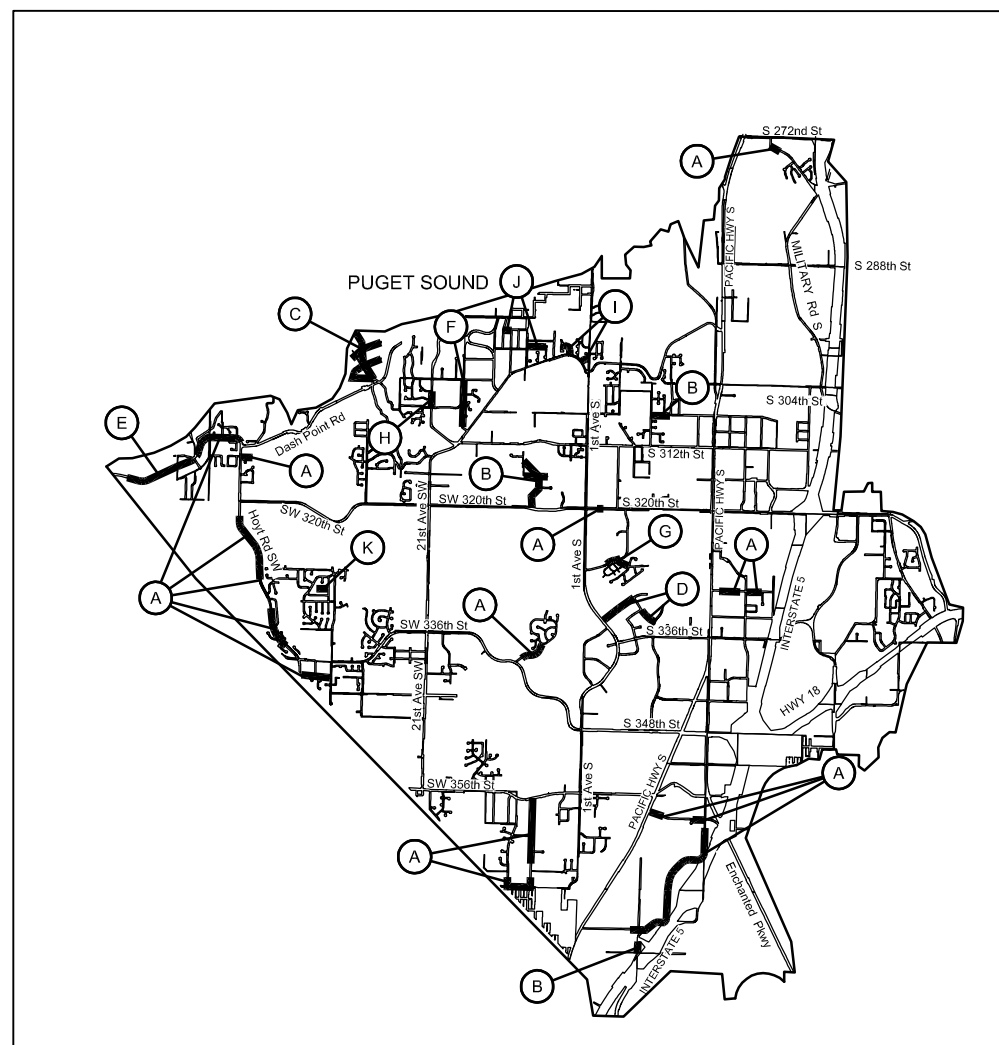 S 272nd St
A
PACIFIC HWY S
MILITARY Rd S
S 288th St
PUGET SOUND
J
I
C
F
B
S 304th St
E
Dash Point Rd
H
1st Ave S
S 312th St
A
B
SW 320th St
21st Ave SW
SW 320th St
S 320th St
PACIFIC HWY S
Hoyt Rd SW
K
A
G
A
1st Ave S
INTERSTATE 5
A
A
D
SW 336th St
S 336th St
21st Ave SW
HWY 18
S 348th St
SW 356th St
1st Ave S
PACIFIC HWY S
A
A
Enchanted Pkwy
B
INTERSTATE 5